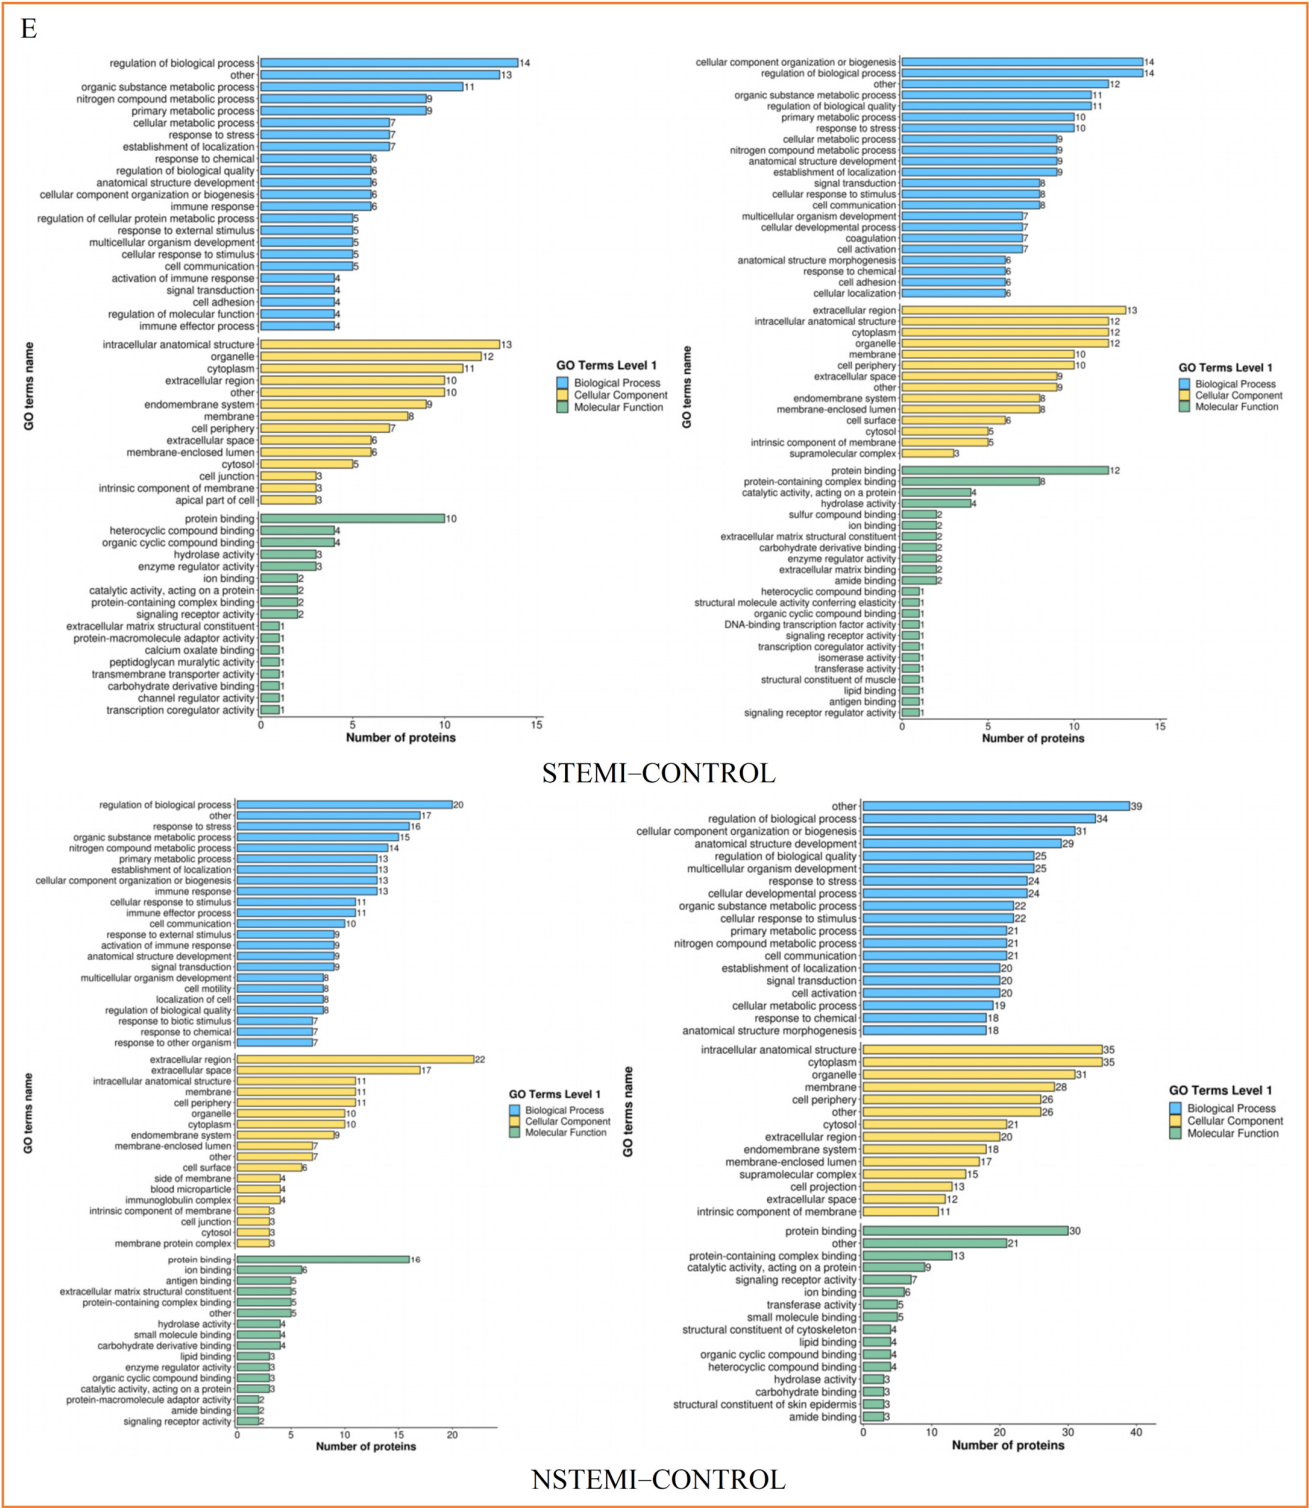 E
regulation of biological process 14
other 13
organic substance metabolic process 11
nitrogen compound metabolic process 9
primary metabolic process 9
cellular metabolic process 7
response to stress 7
establishment of localization 7
response to chemical 6
regulation of biological quality 6
anatomical structure development 6
cellular component organization or biogenesis 6
immune response 6
regulation of cellular protein metabolic process 5
response to external stimulus 5
multicellular organism development 5
cellular response to stimulus 5
cell communication 5
activation of immune response 4
signal transduction 4
cell adhesion 4
regulation of molecular function 4
immune effector process 4
intracellular anatomical structure 13
organelle 12
cytoplasm 11
extracellular region 10
other 10
endomembrane system 9
membrane 8
cell periphery 7
extracellular space 6
membrane-enclosed lumen 6
cytosol 5
cell junction 3
intrinsic component of membrane 3
apical part of cell 3
protein binding 10
heterocyclic compound binding 4
organic cyclic compound binding 4
hydrolase activity 3
enzyme regulator activity 3
ion binding 2
catalytic activity, acting on a protein 2
protein-containing complex binding 2
signaling receptor activity 2
extracellular matrix structural constituent 1
protein-macromolecule adaptor activity 1
calcium oxalate binding 1
peptidoglycan muralytic activity 1
transmembrane transporter activity 1
carbohydrate derivative binding 1
channel regulator activity 1
transcription coregulator activity 1
0 5 10 15
Number of proteins
GO terms name
GO Terms Level 1
Biological Process
Cellular Component
Molecular Function
cellular component organization or biogenesis 14
regulation of biological process 14
other 12
organic substance metabolic process 11
regulation of biological quality 11
primary metabolic process 10
response to stress 10
cellular metabolic process 9
nitrogen compound metabolic process 9
anatomical structure development 9
establishment of localization 9
signal transduction 8
cellular response to stimulus 8
cell communication 8
multicellular organism development 7
cellular developmental process 7
coagulation 7
cell activation 7
anatomical structure morphogenesis 6
response to chemical 6
cell adhesion 6
cellular localization 6
extracellular region 13
intracellular anatomical structure 12
cytoplasm 12
organelle 12
membrane 10
cell periphery 10
extracellular space 9
other 9
endomembrane system 8
membrane-enclosed lumen 8
cell surface 6
cytosol 5
intrinsic component of membrane 5
supramolecular complex 3
protein binding 12
protein-containing complex binding 8
catalytic activity, acting on a protein 4
hydrolase activity 4
sulfur compound binding 2
ion binding 2
extracellular matrix structural constituent 2
carbohydrate derivative binding 2
enzyme regulator activity 2
extracellular matrix binding 2
amide binding 2
heterocyclic compound binding 1
structural molecule activity conferring elasticity 1
organic cyclic compound binding 1
DNA-binding transcription factor activity 1
signaling receptor activity 1
transcription coregulator activity 1
isomerase activity 1
transferase activity 1
structural constituent of muscle 1
lipid binding 1
antigen binding 1
signaling receptor regulator activity 1
0 5 10 15
Number of proteins
GO terms name
GO Terms Level 1
Biological Process
Cellular Component
Molecular Function
STEMI–CONTROL
regulation of biological process 20
other 17
response to stress 16
organic substance metabolic process 15
nitrogen compound metabolic process 14
primary metabolic process 13
establishment of localization 13
cellular component organization or biogenesis 13
immune response 13
cellular response to stimulus 11
immune effector process 11
cell communication 10
response to external stimulus 9
activation of immune response 9
anatomical structure development 9
signal transduction 9
multicellular organism development 8
cell motility 8
localization of cell 8
regulation of biological quality 8
response to biotic stimulus 7
response to chemical 7
response to other organism 7
extracellular region 22
extracellular space 17
intracellular anatomical structure 11
membrane 11
cell periphery 11
organelle 10
cytoplasm 10
endomembrane system 9
membrane-enclosed lumen 7
other 7
cell surface 6
side of membrane 4
blood microparticle 4
immunoglobulin complex 4
intrinsic component of membrane 3
cell junction 3
cytosol 3
membrane protein complex 3
protein binding 16
ion binding 6
antigen binding 5
extracellular matrix structural constituent 5
protein-containing complex binding 5
other 5
hydrolase activity 4
small molecule binding 4
carbohydrate derivative binding 4
lipid binding 3
enzyme regulator activity 3
organic cyclic compound binding 3
catalytic activity, acting on a protein 3
protein-macromolecule adaptor activity 2
amide binding 2
signaling receptor activity 2
0 5 10 15 20
Number of proteins
GO terms name
GO Terms Level 1
Biological Process
Cellular Component
Molecular Function
other 39
regulation of biological process 34
cellular component organization or biogenesis 31
anatomical structure development 29
regulation of biological quality 25
multicellular organism development 25
response to stress 24
cellular developmental process 24
organic substance metabolic process 22
cellular response to stimulus 22
primary metabolic process 21
nitrogen compound metabolic process 21
cell communication 21
establishment of localization 20
signal transduction 20
cell activation 20
cellular metabolic process 19
response to chemical 18
anatomical structure morphogenesis 18
intracellular anatomical structure 35
cytoplasm 35
organelle 31
membrane 28
cell periphery 26
other 26
cytosol 21
extracellular region 20
endomembrane system 18
membrane-enclosed lumen 17
supramolecular complex 15
cell projection 13
extracellular space 12
intrinsic component of membrane 11
protein binding 30
other 21
protein-containing complex binding 13
catalytic activity, acting on a protein 9
signaling receptor activity 7
ion binding 6
transferase activity 5
small molecule binding 5
structural constituent of cytoskeleton 4
lipid binding 4
organic cyclic compound binding 4
heterocyclic compound binding 4
hydrolase activity 3
carbohydrate binding 3
structural constituent of skin epidermis 3
amide binding 3
0 10 20 30 40
Number of proteins
GO terms name
GO Terms Level 1
Biological Process
Cellular Component
Molecular Function
NSTEMI–CONTROL